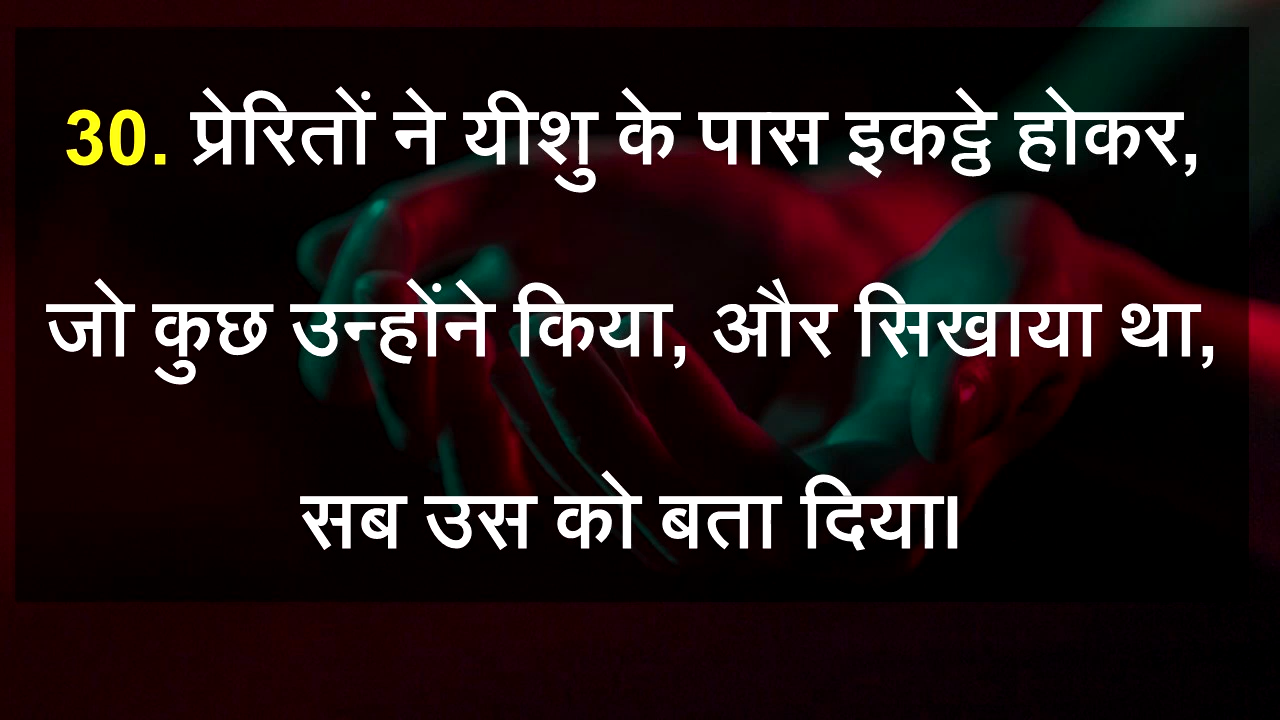 30. प्रेरितों ने यीशु के पास इकट्ठे होकर,
जो कुछ उन्होंने किया, और सिखाया था,
सब उस को बता दिया।